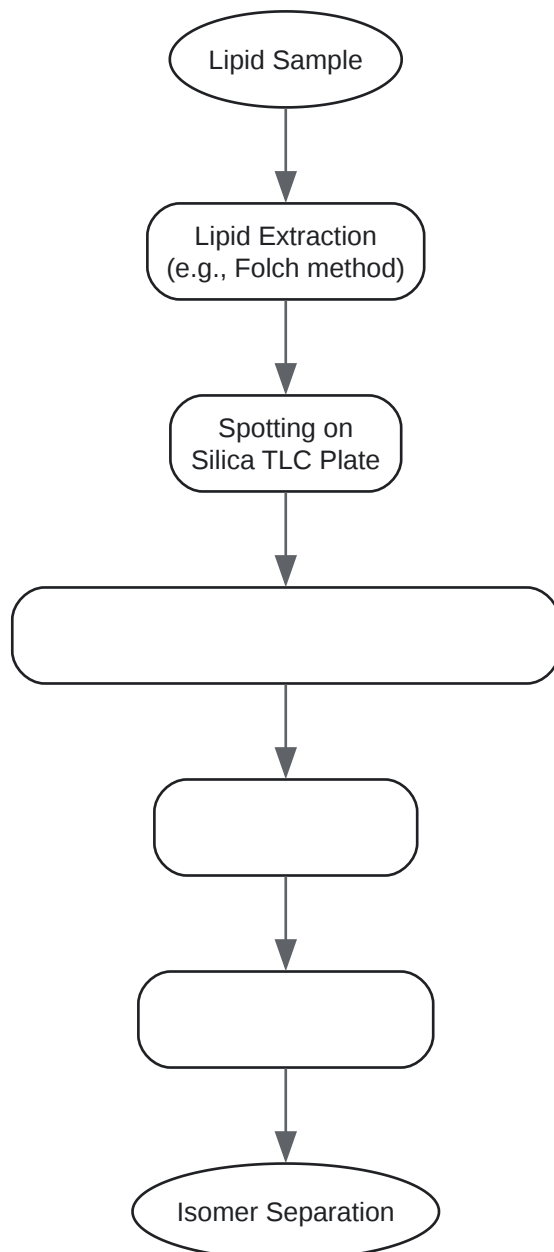 Lipid Sample
Lipid Extraction
(e.g., Folch method)
Spotting on
Silica TLC Plate
Isomer Separation